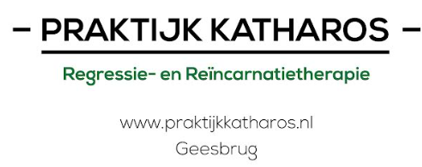 – PRAKTIJK KATHAROS –
Regressie- en Reïncarnatietherapie
www.praktijkkatharos.nl
Geesbrug